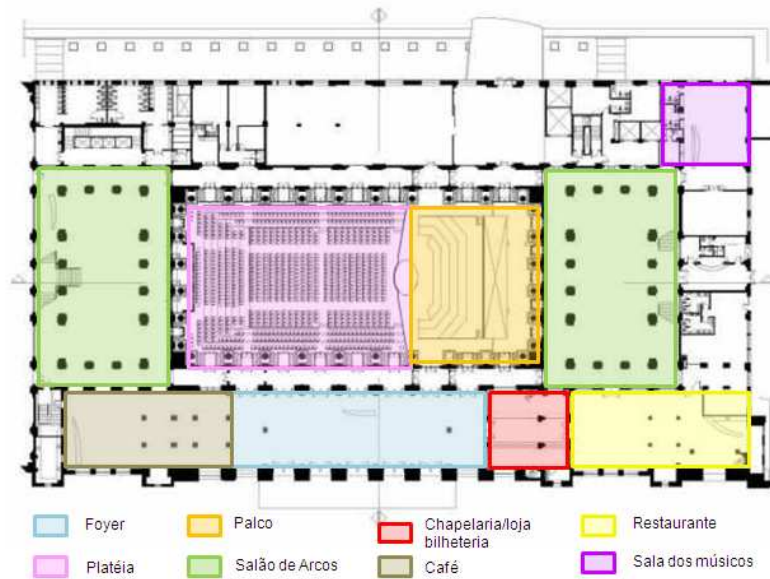 Foyer
Palco
Chapelaria/loja
bilheteria
Restaurante
Platéia
Salão de Arcos
Café
Sala dos músicos